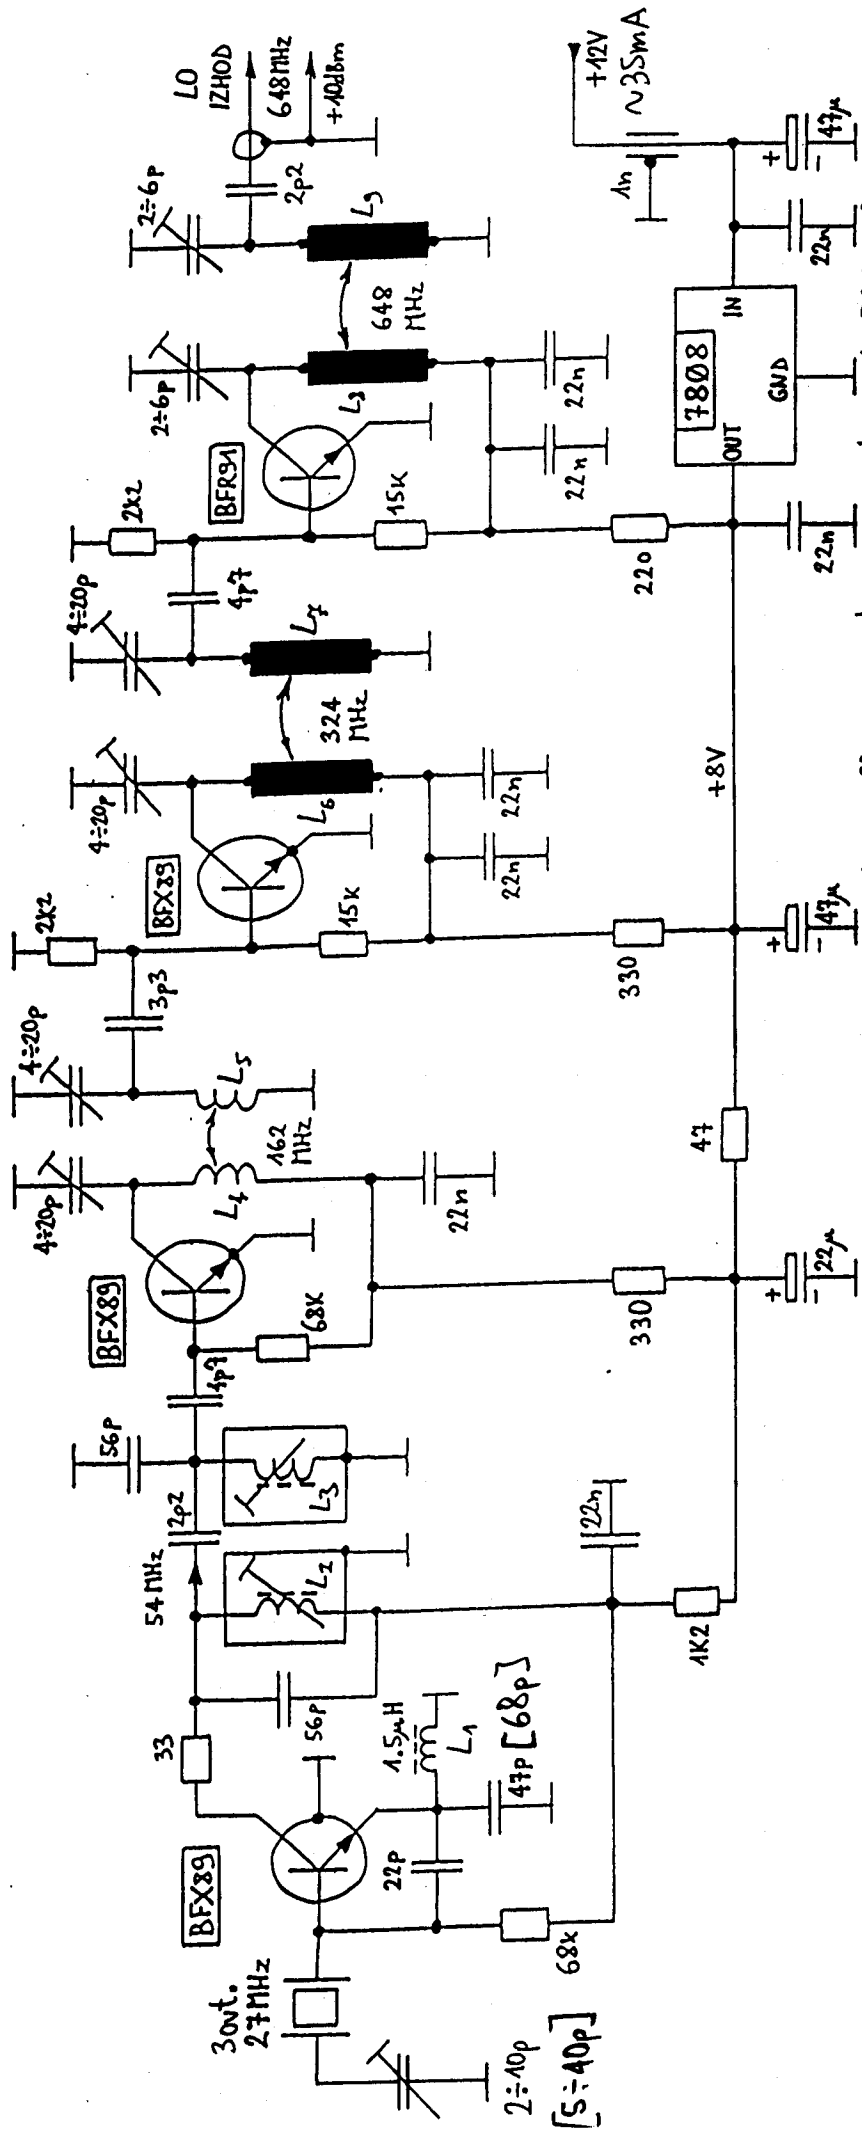 3ovt.
27MHz
2÷10p
[5÷40p]
BFX89
68k
22p
33
56p
1.5µH
L1
47p [68p]
54MHz
L2
2p2
22n
1K2
56p
L3
4p7
BFX89
68K
330
22µ
+
-
4÷20p
L4
22n
162
MHz
4÷20p
L5
47
3p3
2K2
BFX89
15K
330
+
-
47µ
4÷20p
L6
22n
22n
324
MHz
+8V
4÷20p
L7
4p7
2K2
BFR91
15K
220
22n
2÷6p
L8
22n
22n
648
MHz
2÷6p
L9
2p2
LO
IZHOD
648MHz
+10dBm
7808
OUT
GND
IN
22n
+
-
47µ
1n
+12V
~35mA